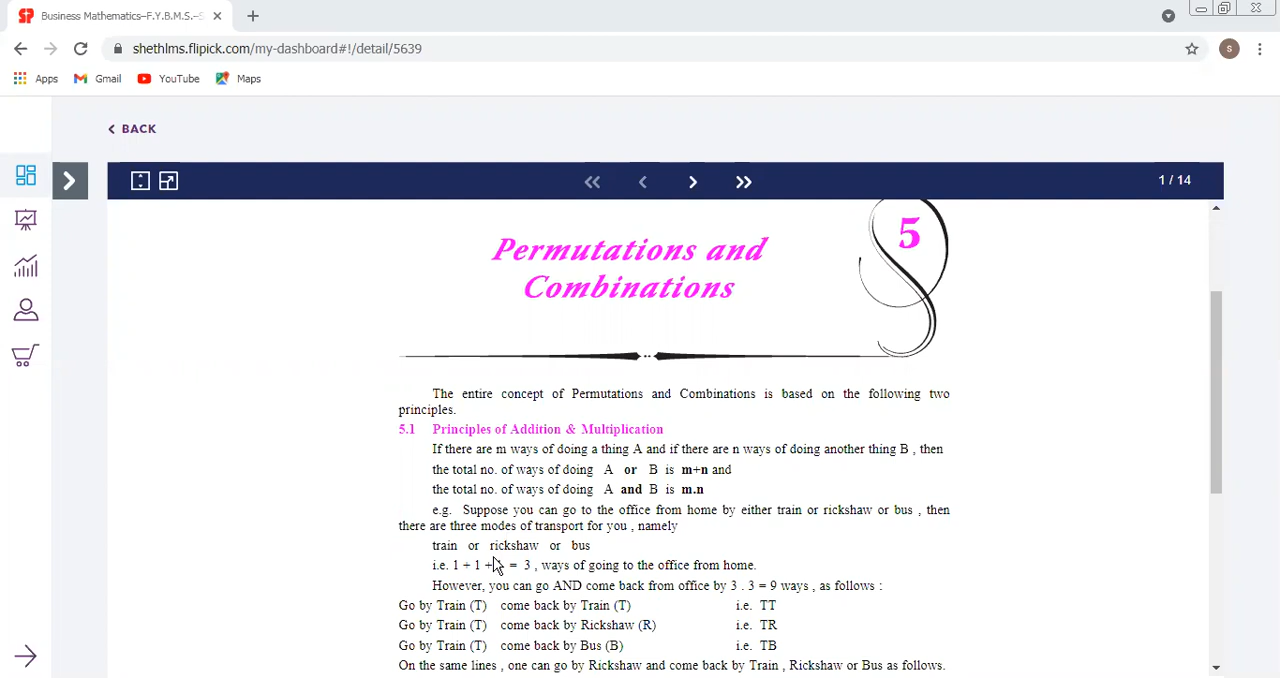 Business Mathematics–F.Y.B.M.S.–S
shethlms.flipick.com/my-dashboard#!/detail/5639
S
Apps Gmail YouTube Maps
BACK
1 / 14
5
Permutations and
Combinations
The entire concept of Permutations and Combinations is based on the following two
principles.
5.1 Principles of Addition & Multiplication
If there are m ways of doing a thing A and if there are n ways of doing another thing B , then
the total no. of ways of doing A or B is m+n and
the total no. of ways of doing A and B is m.n
e.g. Suppose you can go to the office from home by either train or rickshaw or bus , then
there are three modes of transport for you , namely
train or rickshaw or bus
i.e. 1 + 1 + = 3 , ways of going to the office from home.
However, you can go AND come back from office by 3 . 3 = 9 ways , as follows :
Go by Train (T) come back by Train (T) i.e. TT
Go by Train (T) come back by Rickshaw (R) i.e. TR
Go by Train (T) come back by Bus (B) i.e. TB
On the same lines , one can go by Rickshaw and come back by Train , Rickshaw or Bus as follows.